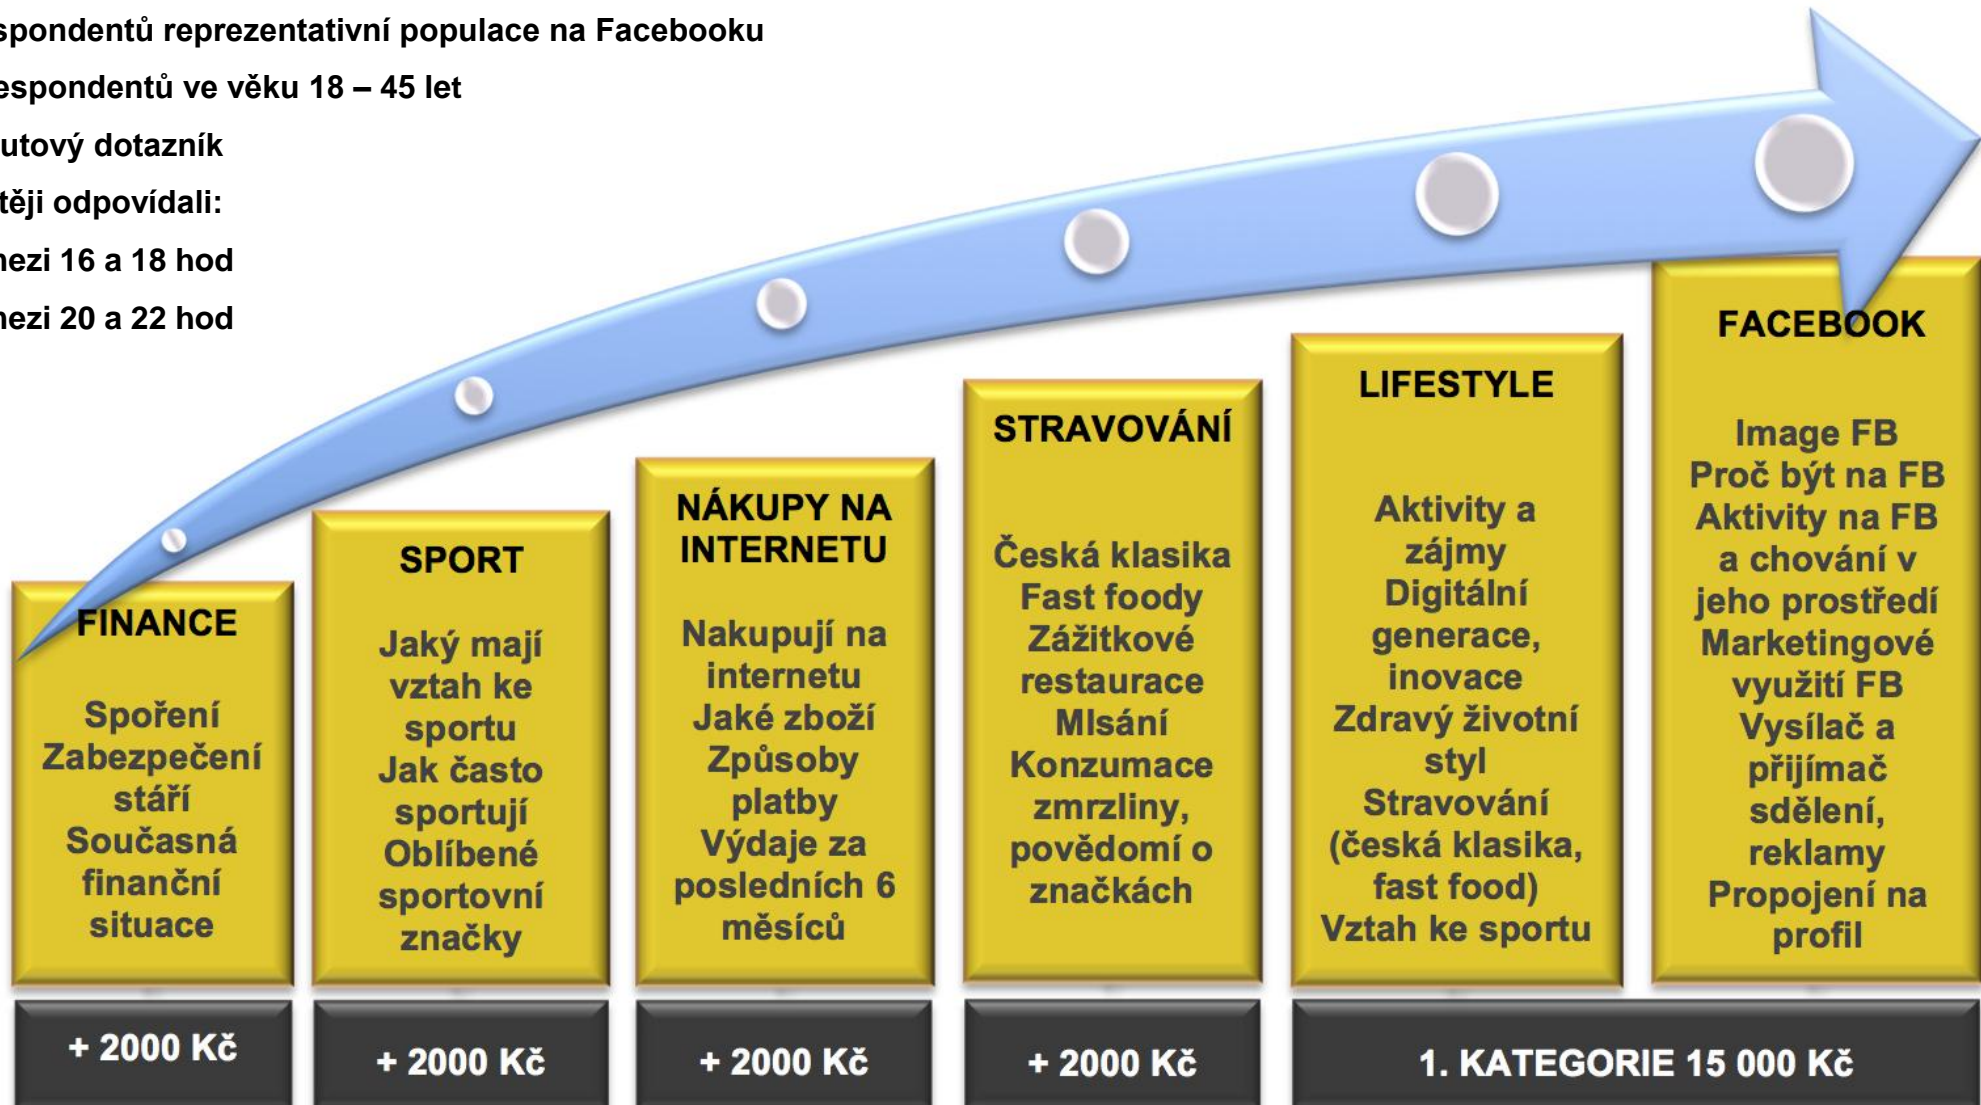 spondentů reprezentativní populace na Facebooku
espondentů ve věku 18 – 45 let
utový dotazník
těji odpovídali:
mezi 16 a 18 hod
mezi 20 a 22 hod
FINANCE
Spoření
Zabezpečení
stáří
Současná
finanční
situace
+ 2000 Kč
SPORT
Jaký mají
vztah ke
sportu
Jak často
sportují
Oblíbené
sportovní
značky
+ 2000 Kč
NÁKUPY NA
INTERNETU
Nakupují na
internetu
Jaké zboží
Způsoby
platby
Výdaje za
posledních 6
měsíců
+ 2000 Kč
STRAVOVÁNÍ
Česká klasika
Fast foody
Zážitkové
restaurace
Mlsání
Konzumace
zmrzliny,
povědomí o
značkách
+ 2000 Kč
LIFESTYLE
Aktivity a
zájmy
Digitální
generace,
inovace
Zdravý životní
styl
Stravování
(česká klasika,
fast food)
Vztah ke sportu
FACEBOOK
Image FB
Proč být na FB
Aktivity na FB
a chování v
jeho prostředí
Marketingové
využití FB
Vysílač a
přijímač
sdělení,
reklamy
Propojení na
profil
1. KATEGORIE 15 000 Kč